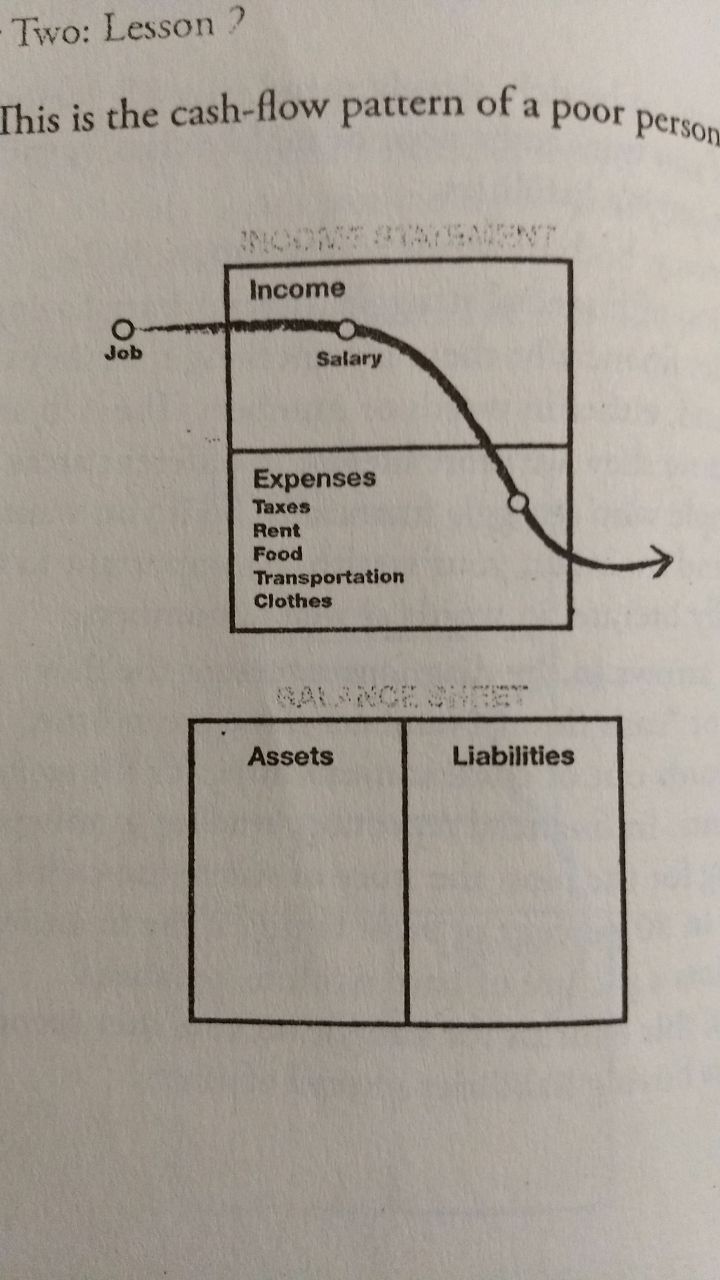 Two: Lesson 2
This is the cash-flow pattern of a poor person
INCOME STATEMENT
Income
Job
Salary
Expenses
Taxes
Rent
Food
Transportation
Clothes
BALANCE SHEET
Assets
Liabilities